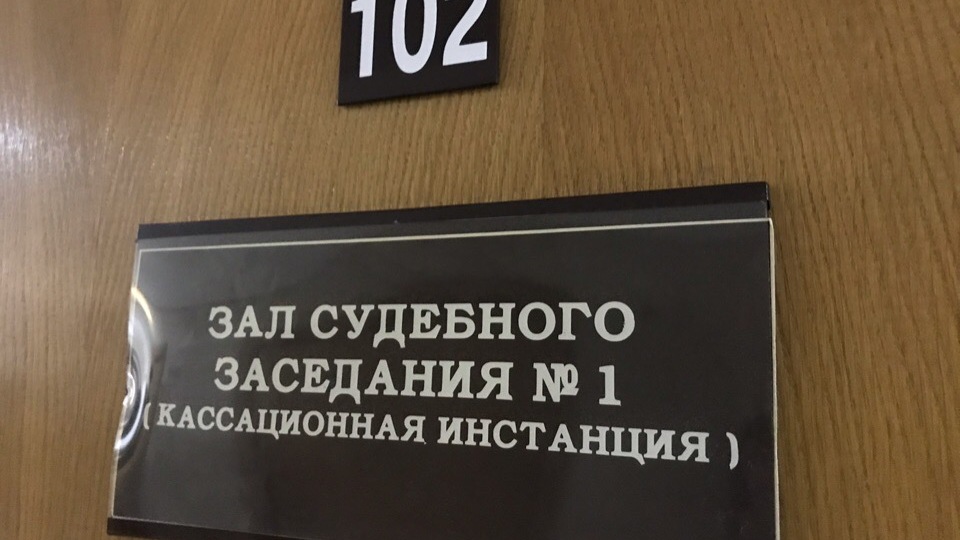 102
ЗАЛ СУДЕБНОГО
ЗАСЕДАНИЯ № 1
( КАССАЦИОННАЯ ИНСТАНЦИЯ )